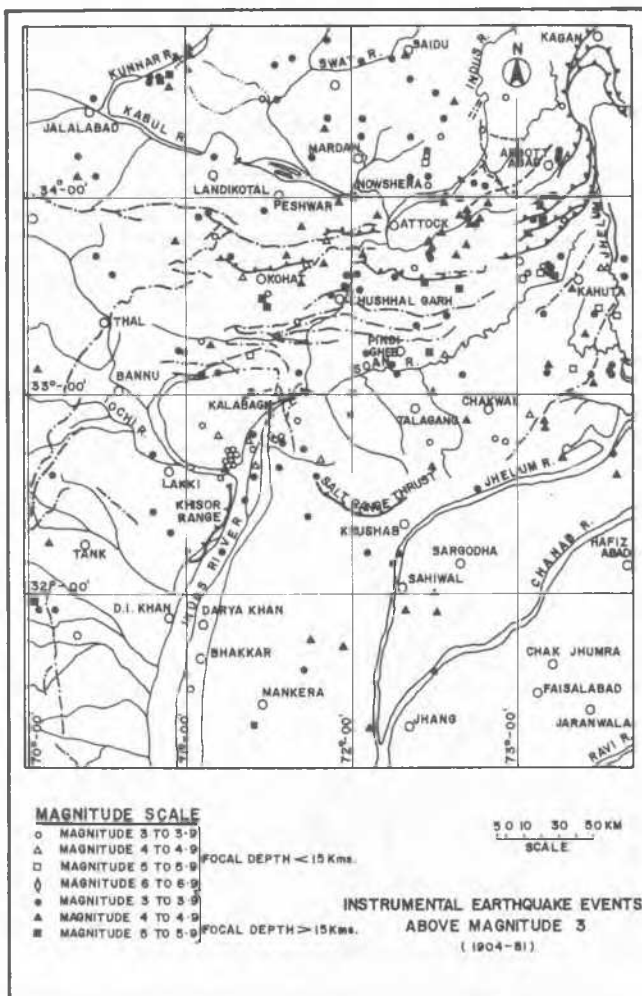 KAGAN
SAIDU
SWAT R.
INDUS R.
N
KUNHAR R.
KABUL R.
JALALABAD
MARDAN
ABBOTT
ABAD
LANDIKOTAL
NOWSHERA
34-00'
PESHWAR
ATTOCK
JHELUM
KOHAT
KAHUTA
HUSHHAL GARH
THAL
PINDI
GHEB
SOAN R.
33°-00'
BANNU
KALABAGH
TALAGANG
CHAKWAL
LAKKI
SALT RANGE THRUST
JHELUM R.
KHISOR
RANGE
KHUSHAB
TANK
INDUS RIVER
SARGODHA
CHANAB R.
HAFIZ
ABAD
32°-00'
SAHIWAL
D.I. KHAN
DARYA KHAN
BHAKKAR
CHAK JHUMRA
MANKERA
FAISALABAD
JHANG
JARANWALA
RAVI R.
70°-00'
71°-00'
72°-00'
73°-00'
MAGNITUDE SCALE
MAGNITUDE 3 TO 3·9
MAGNITUDE 4 TO 4·9
MAGNITUDE 5 TO 5·9
MAGNITUDE 6 TO 6·9
FOCAL DEPTH < 15 Kms.
MAGNITUDE 3 TO 3·9
MAGNITUDE 4 TO 4·9
MAGNITUDE 5 TO 5·9
FOCAL DEPTH > 15 Kms.
5 0 10 30 50 KM
SCALE
INSTRUMENTAL EARTHQUAKE EVENTS
ABOVE MAGNITUDE 3
(1904-81)